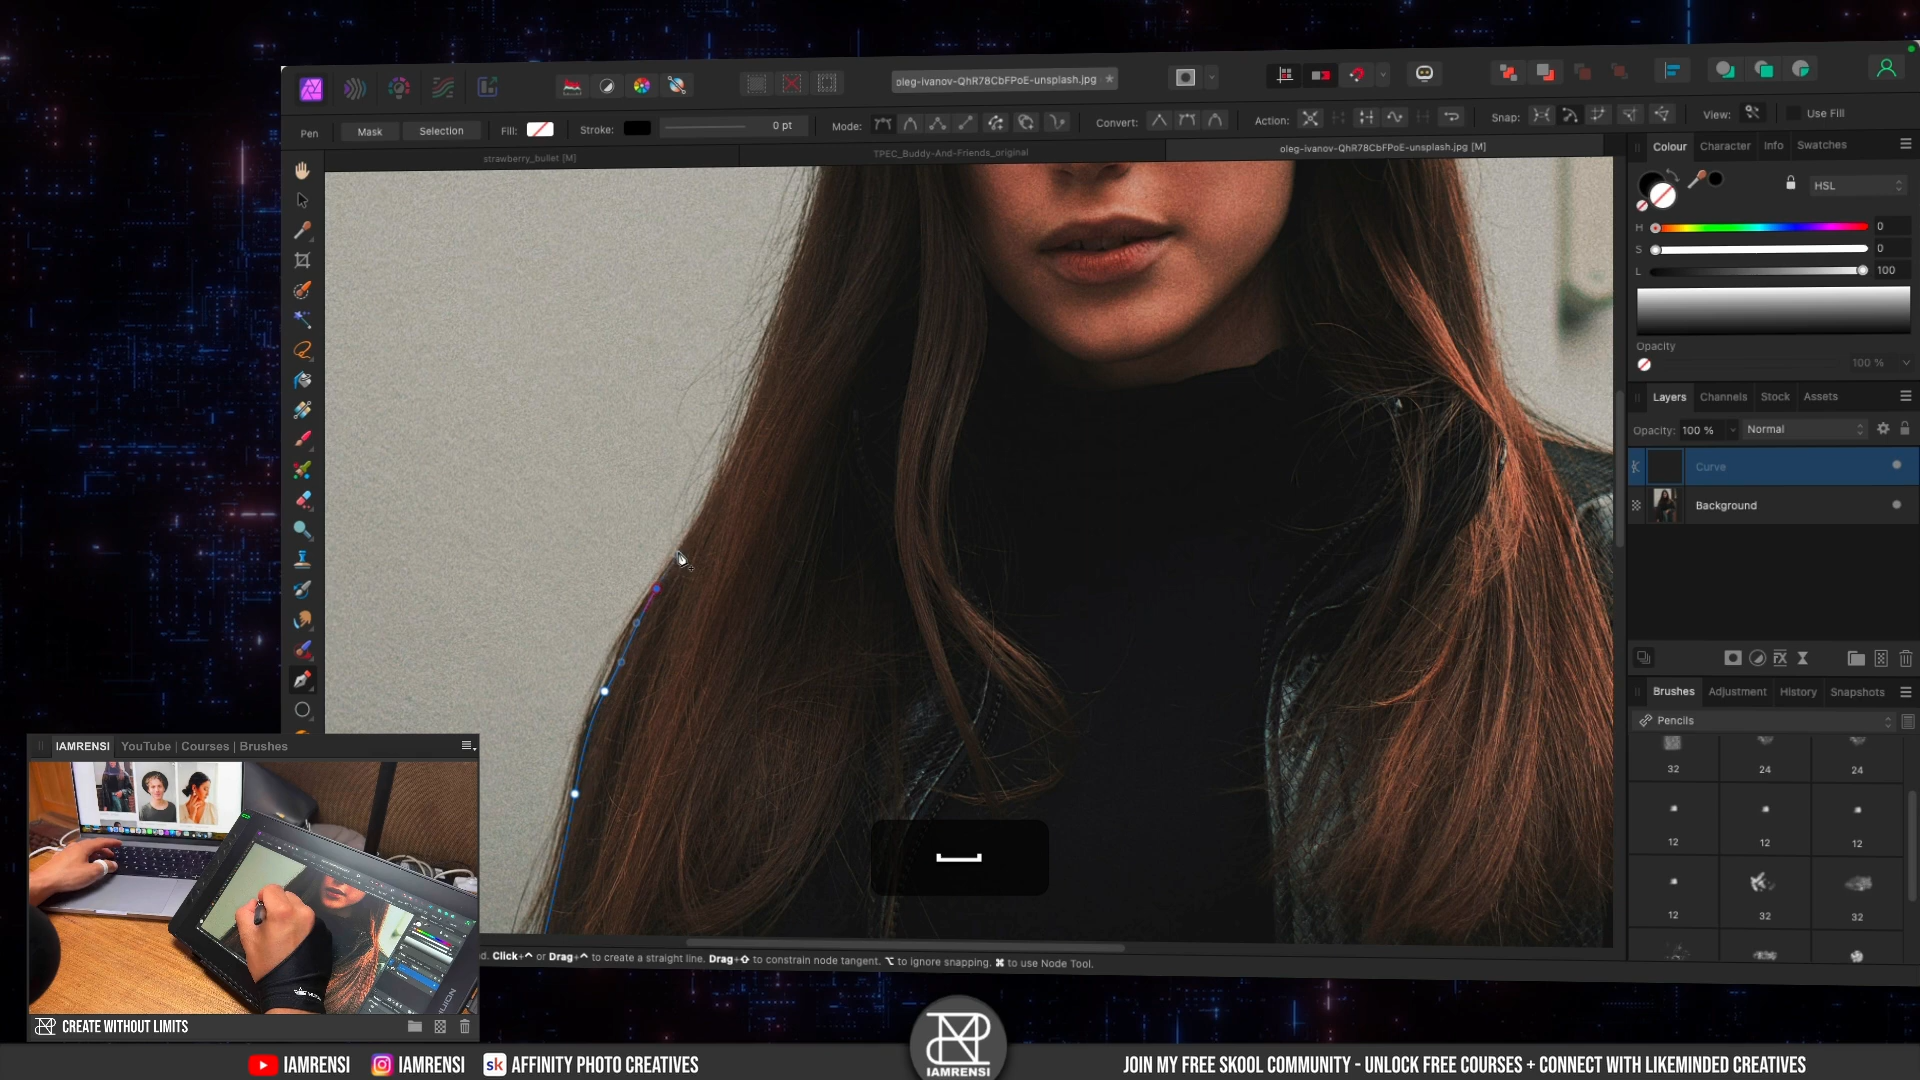 oleg-ivanov-QhR78CbFPoE-unsplash.jpg *
Pen Mask Selection Fill: Stroke: 0 pt Mode: Convert: Action: Snap: View: Use Fill
strawberry_bullet [M] TPEC_Buddy-And-Friends_original oleg-ivanov-QhR78CbFPoE-unsplash.jpg [M]
Colour Character Info Swatches
HSL
H 0
S 0
L 100
Opacity
100 %
Layers Channels Stock Assets
Opacity: 100 % Normal
Curve
Background
Brushes Adjustment History Snapshots
Pencils
32 24 24
12 12 12
12 32 32
IAMRENSI YouTube | Courses | Brushes
HUION
CREATE WITHOUT LIMITS
d. Click+⌃ or Drag+⌃ to create a straight line. Drag+⇧ to constrain node tangent. ⌥ to ignore snapping. ⌘ to use Node Tool.
IAMRENSI IAMRENSI sk AFFINITY PHOTO CREATIVES
IAMRENSI
JOIN MY FREE SKOOL COMMUNITY - UNLOCK FREE COURSES + CONNECT WITH LIKEMINDED CREATIVES